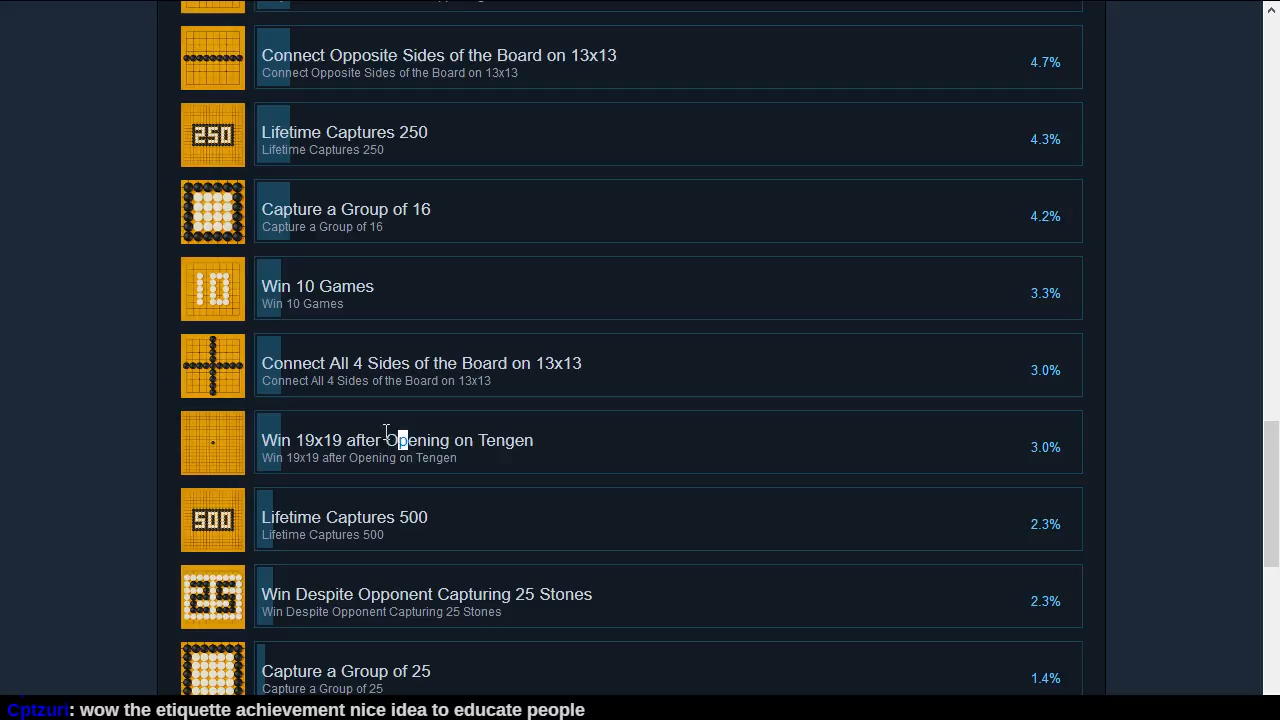 Connect Opposite Sides of the Board on 13x13
Connect Opposite Sides of the Board on 13x13
4.7%
250
Lifetime Captures 250
Lifetime Captures 250
4.3%
Capture a Group of 16
Capture a Group of 16
4.2%
10
Win 10 Games
Win 10 Games
3.3%
Connect All 4 Sides of the Board on 13x13
Connect All 4 Sides of the Board on 13x13
3.0%
Win 19x19 after Opening on Tengen
Win 19x19 after Opening on Tengen
3.0%
500
Lifetime Captures 500
Lifetime Captures 500
2.3%
25
Win Despite Opponent Capturing 25 Stones
Win Despite Opponent Capturing 25 Stones
2.3%
Capture a Group of 25
Capture a Group of 25
1.4%
Cptzuri: wow the etiquette achievement nice idea to educate people